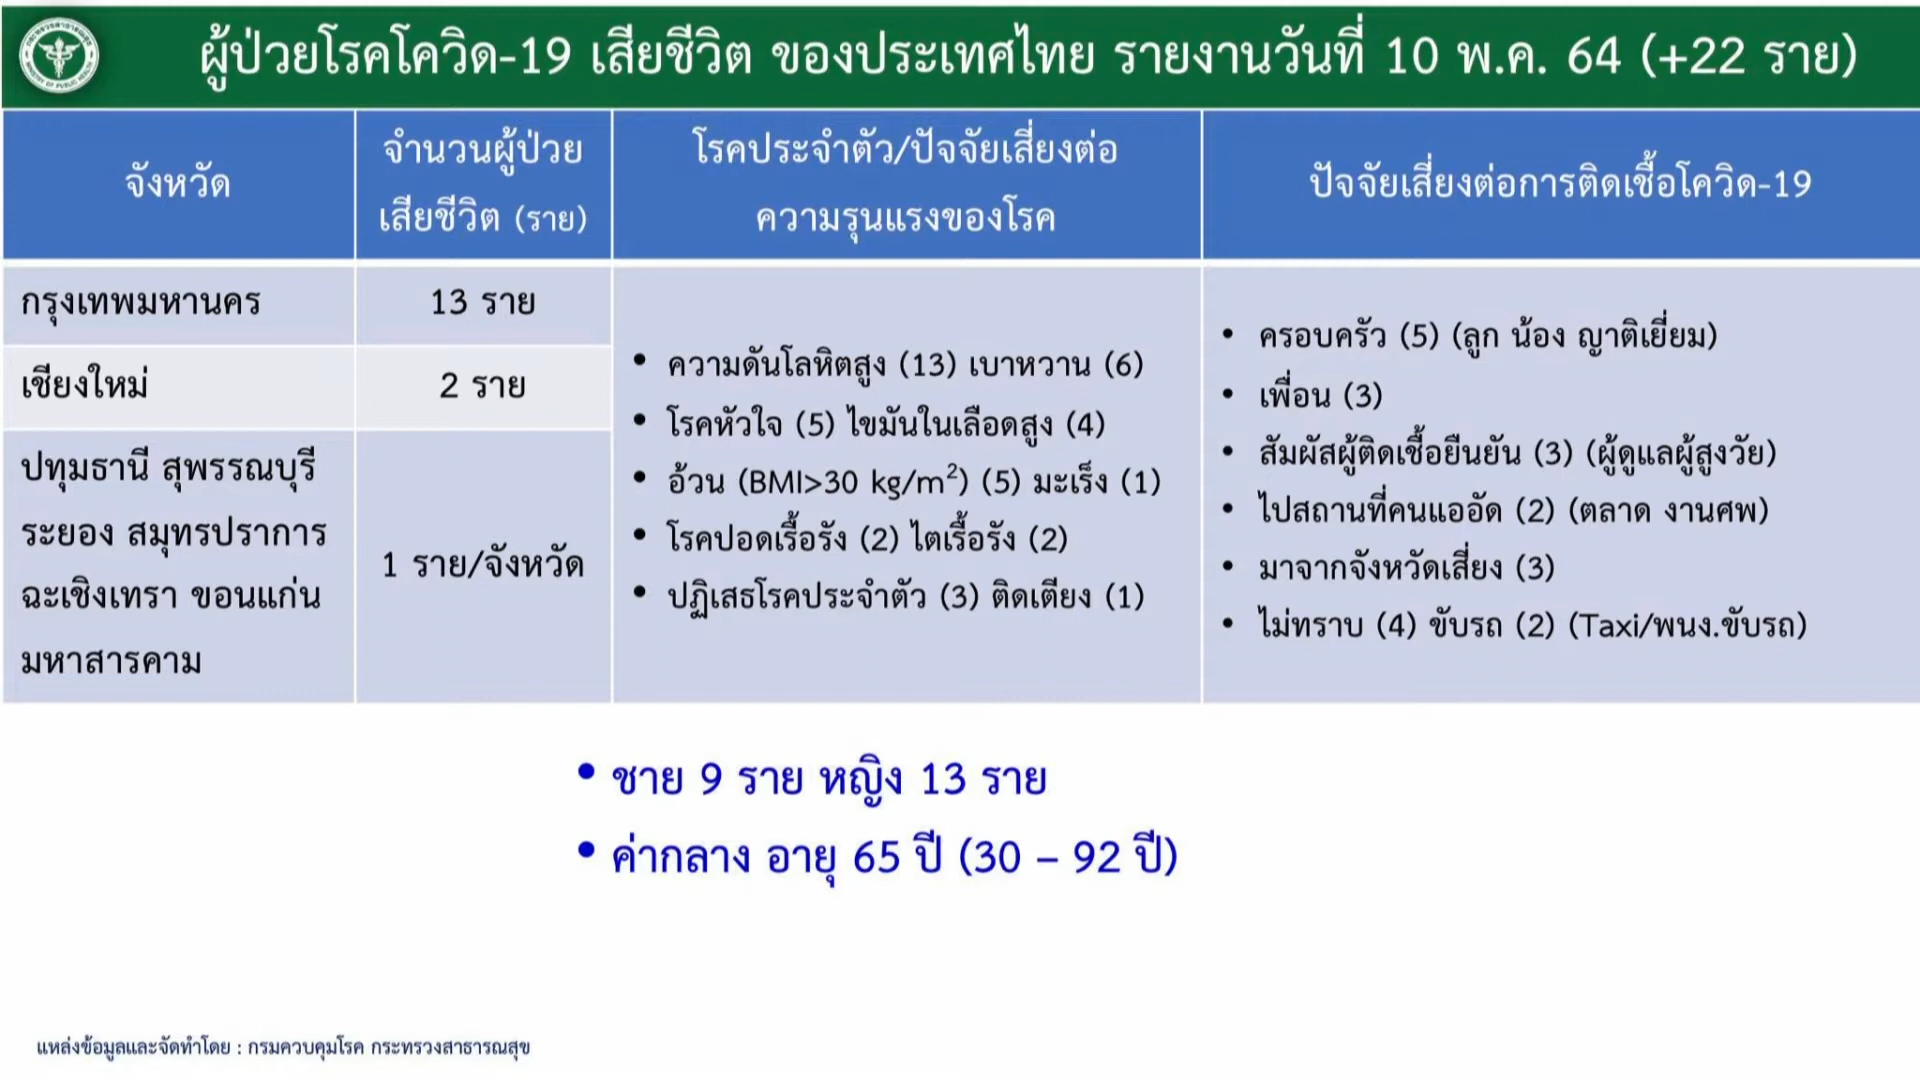 ผู้ป่วยโรคโควิด-19 เสียชีวิต ของประเทศไทย รายงานวันที่ 10 พ.ค. 64 (+22 ราย)
จังหวัด
จำนวนผู้ป่วย
เสียชีวิต (ราย)
โรคประจำตัว/ปัจจัยเสี่ยงต่อ
ความรุนแรงของโรค
ปัจจัยเสี่ยงต่อการติดเชื้อโควิด-19
กรุงเทพมหานคร
13 ราย
เชียงใหม่
2 ราย
ปทุมธานี สุพรรณบุรี
ระยอง สมุทรปราการ
ฉะเชิงเทรา ขอนแก่น
มหาสารคาม
1 ราย/จังหวัด
• ความดันโลหิตสูง (13) เบาหวาน (6)
• โรคหัวใจ (5) ไขมันในเลือดสูง (4)
• อ้วน (BMI>30 kg/m²) (5) มะเร็ง (1)
• โรคปอดเรื้อรัง (2) ไตเรื้อรัง (2)
• ปฏิเสธโรคประจำตัว (3) ติดเตียง (1)
• ครอบครัว (5) (ลูก น้อง ญาติเยี่ยม)
• เพื่อน (3)
• สัมผัสผู้ติดเชื้อยืนยัน (3) (ผู้ดูแลผู้สูงวัย)
• ไปสถานที่คนแออัด (2) (ตลาด งานศพ)
• มาจากจังหวัดเสี่ยง (3)
• ไม่ทราบ (4) ขับรถ (2) (Taxi/พนง.ขับรถ)
• ชาย 9 ราย หญิง 13 ราย
• ค่ากลาง อายุ 65 ปี (30 – 92 ปี)
แหล่งข้อมูลและจัดทำโดย : กรมควบคุมโรค กระทรวงสาธารณสุข